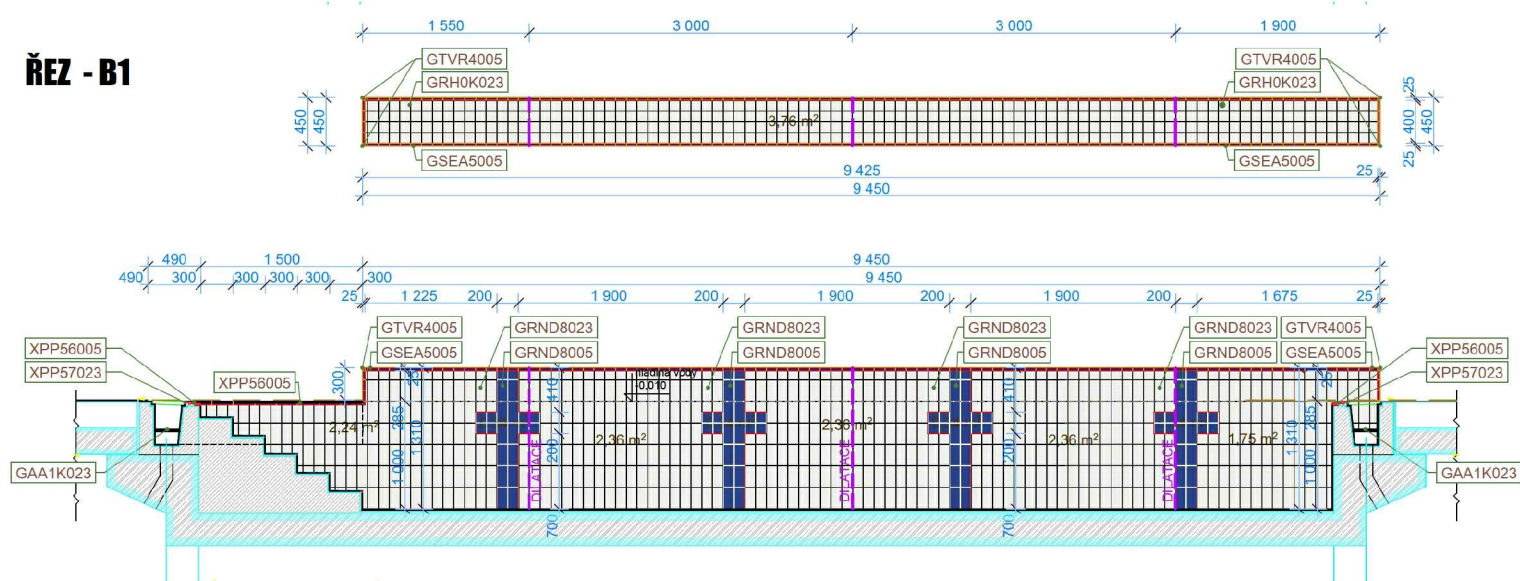 1 550 3 000 3 000 1 900
ŘEZ - B1
GTVR4005 GTVR4005
GRH0K023 GRH0K023
25
450 450 3,76 m² 400 450
GSEA5005 GSEA5005
25
9 425 25
9 450
490 1 500 9 450
490 300 300 300 300 300 9 450
25 1 225 200 1 900 200 1 900 200 1 900 200 1 675 25
GTVR4005 GRND8023 GRND8023 GRND8023 GRND8023 GTVR4005
XPP56005 GSEA5005 GRND8005 GRND8005 GRND8005 GRND8005 GSEA5005 XPP56005
XPP57023 XPP57023
XPP56005 300 25 410 hladina vody 410 25
-0.010
285 285
2,24 m² 2,36 m² 2,36 m² 2,36 m² 1,75 m²
1 310 200 200 1 310
1 000 DILATACE DILATACE DILATACE 1 000
GAA1K023 GAA1K023
700 700